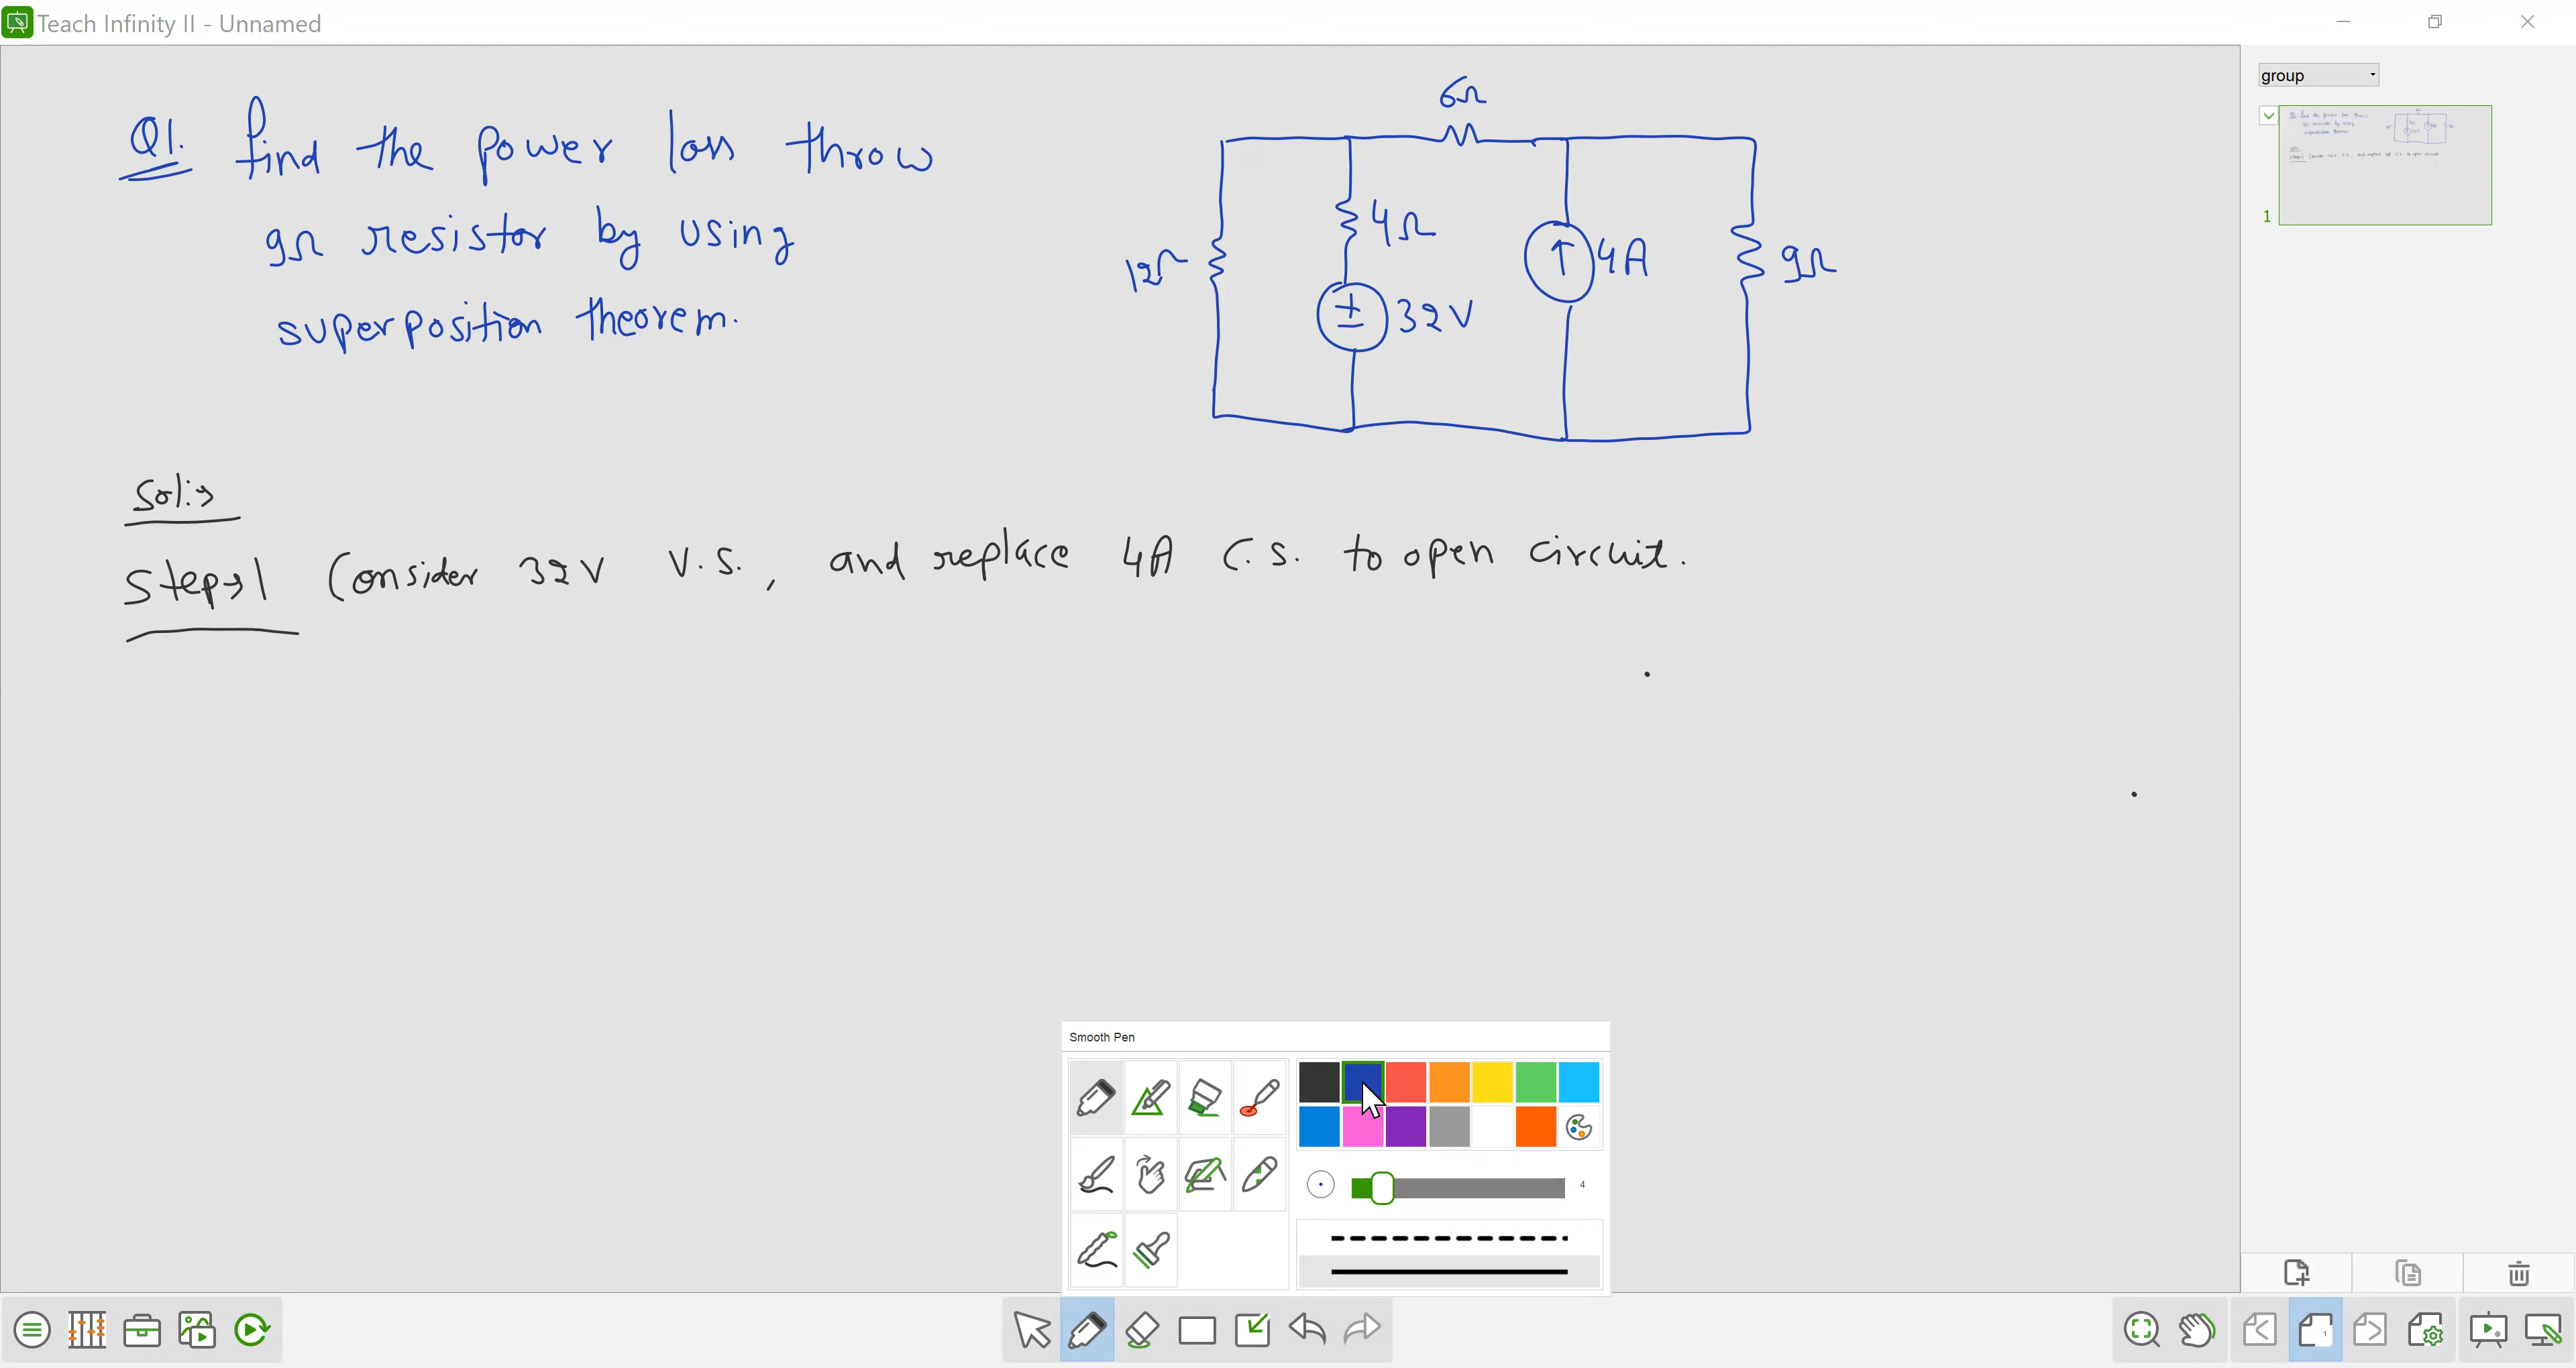 Teach Infinity II - Unnamed
group
Q1. find the power loss throw
9Ω resistor by using
superposition theorem.
6Ω
12Ω
4Ω
32V
4A
9Ω
Sol:→
Step→1 Consider 32V V.S., and replace 4A C.S. to open circuit.
1
Smooth Pen
4
1